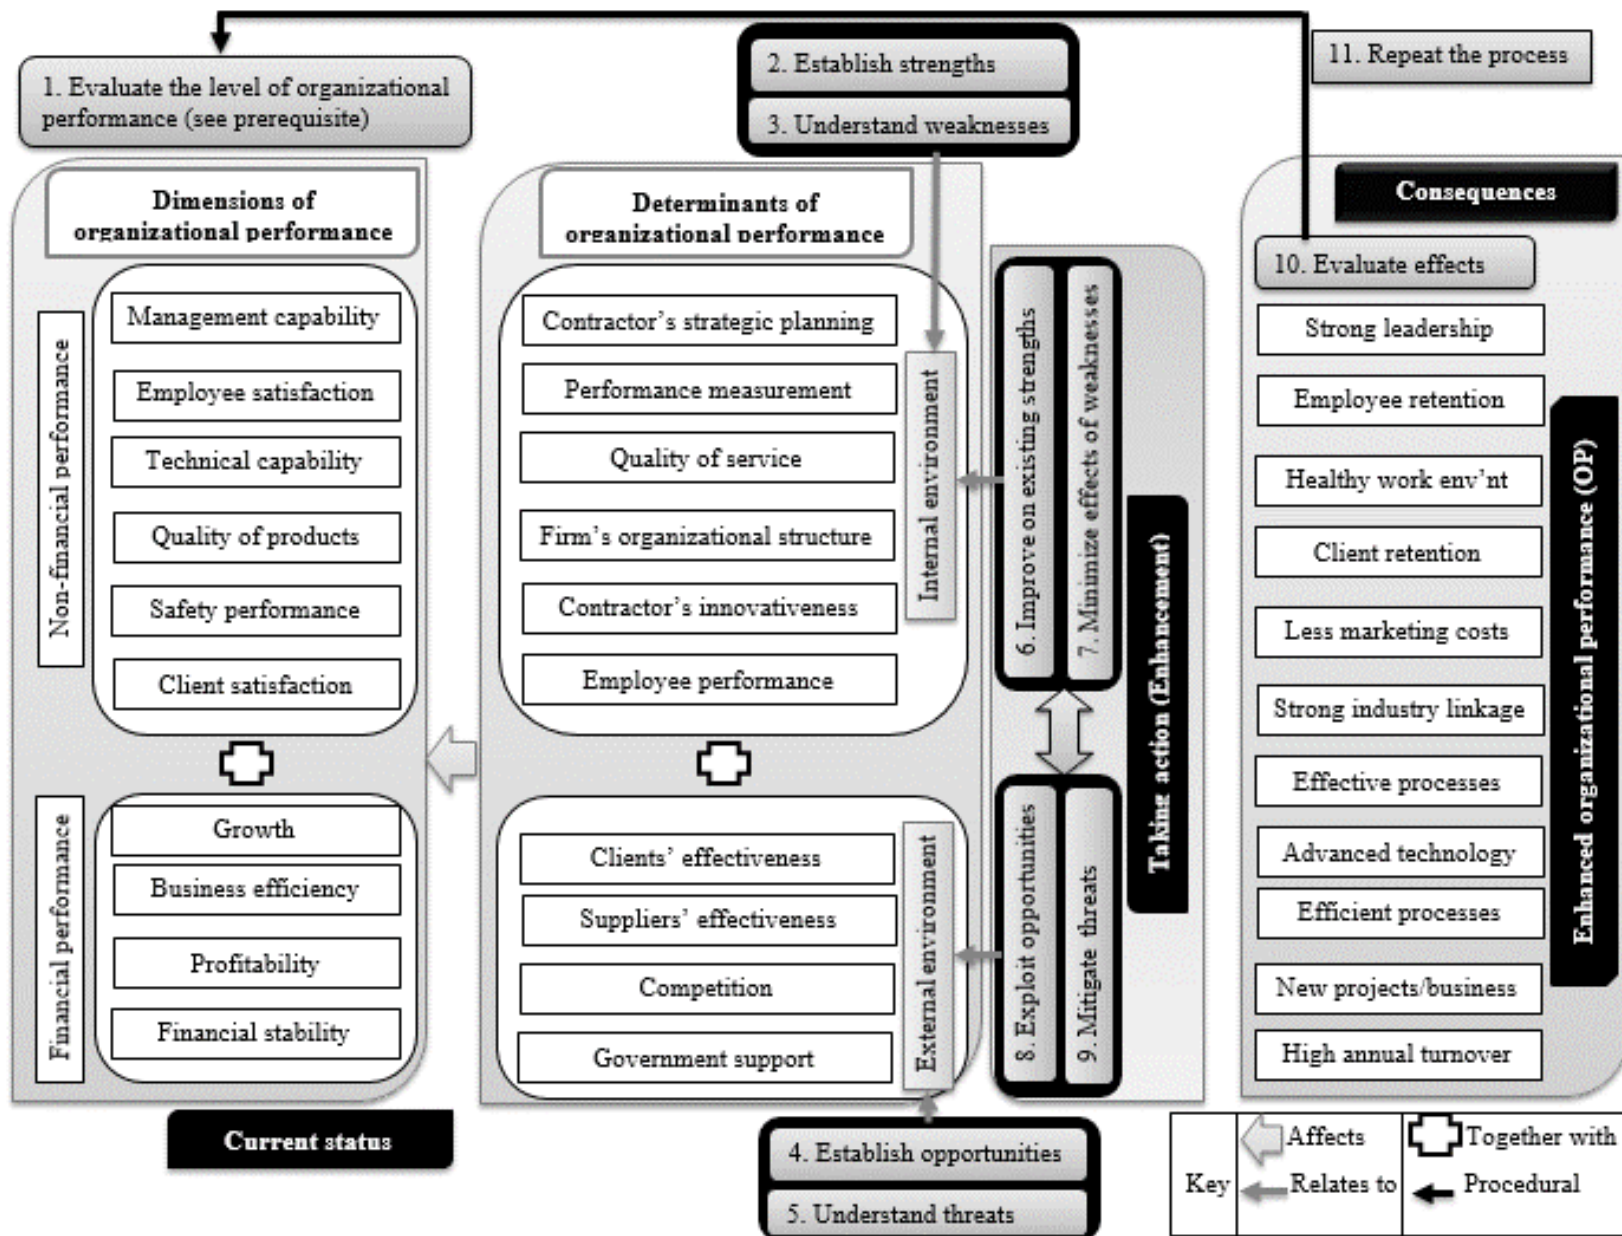 11. Repeat the process
1. Evaluate the level of organizational
performance (see prerequisite)
2. Establish strengths
3. Understand weaknesses
Dimensions of
organizational performance
Non-financial performance
Management capability
Employee satisfaction
Technical capability
Quality of products
Safety performance
Client satisfaction
Financial performance
Growth
Business efficiency
Profitability
Financial stability
Current status
Determinants of
organizational performance
Contractor’s strategic planning
Performance measurement
Quality of service
Firm’s organizational structure
Contractor’s innovativeness
Employee performance
Internal environment
Clients’ effectiveness
Suppliers’ effectiveness
Competition
Government support
External environment
4. Establish opportunities
5. Understand threats
6. Improve on existing strengths
7. Minimize effects of weaknesses
8. Exploit opportunities
9. Mitigate threats
Taking action (Enhancement)
Consequences
10. Evaluate effects
Strong leadership
Employee retention
Healthy work env’nt
Client retention
Less marketing costs
Strong industry linkage
Effective processes
Advanced technology
Efficient processes
New projects/business
High annual turnover
Enhanced organizational performance (OP)
Key
Affects
Together with
Relates to
Procedural